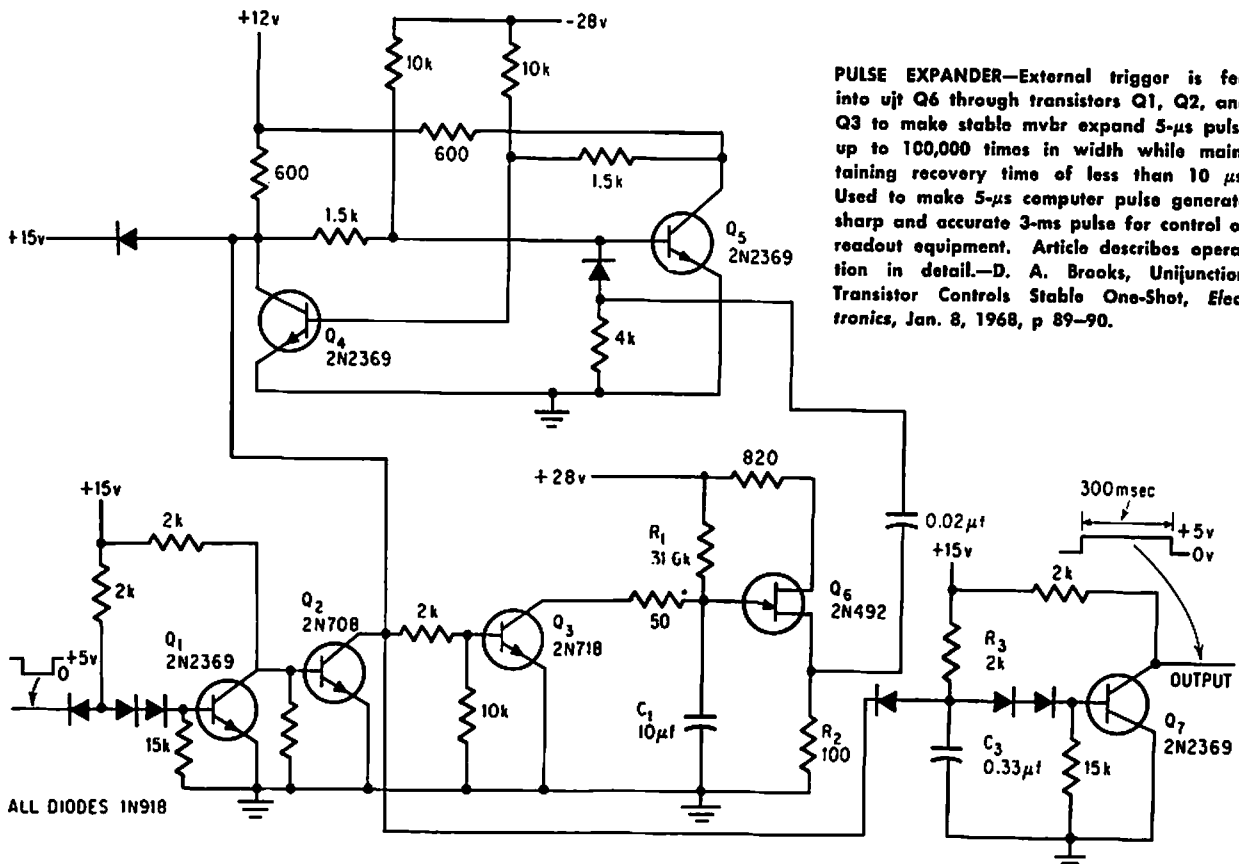 +12v
-28v
10k
10k
600
600
1.5k
1.5k
+15v
Q5
2N2369
Q4
2N2369
4k
PULSE EXPANDER—External trigger is fe
into ujt Q6 through transistors Q1, Q2, an
Q3 to make stable mvbr expand 5-μs puls
up to 100,000 times in width while main
taining recovery time of less than 10 μs
Used to make 5-μs computer pulse generat
sharp and accurate 3-ms pulse for control o
readout equipment. Article describes opera
tion in detail.—D. A. Brooks, Unijunction
Transistor Controls Stable One-Shot, Elec
tronics, Jan. 8, 1968, p 89–90.
+15v
2k
2k
+5v
0
Q1
2N2369
15k
Q2
2N708
2k
10k
Q3
2N718
+28v
820
R1
31.6k
50
C1
10μf
Q6
2N492
R2
100
0.02μf
300msec
+5v
0v
+15v
2k
R3
2k
OUTPUT
Q7
2N2369
C3
0.33μf
15k
ALL DIODES 1N918